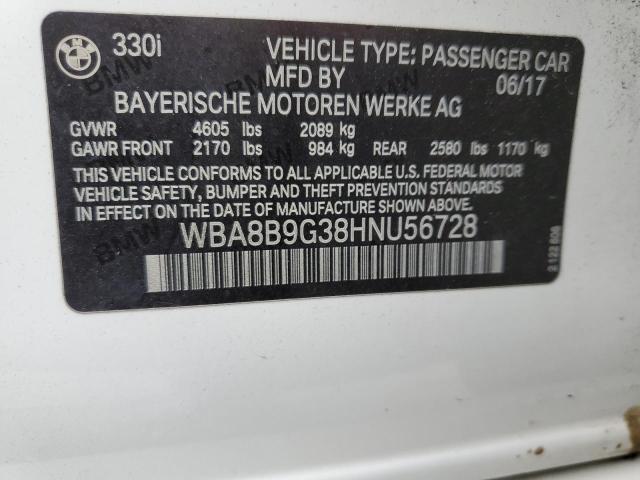 BMW 330i VEHICLE TYPE: PASSENGER CAR
MFD BY 06/17
BAYERISCHE MOTOREN WERKE AG
GVWR 4605 lbs 2089 kg
GAWR FRONT 2170 lbs 984 kg REAR 2580 lbs 1170 kg
THIS VEHICLE CONFORMS TO ALL APPLICABLE U.S. FEDERAL MOTOR
VEHICLE SAFETY, BUMPER AND THEFT PREVENTION STANDARDS
IN EFFECT ON THE DATE OF MANUFACTURE.
WBA8B9G38HNU56728